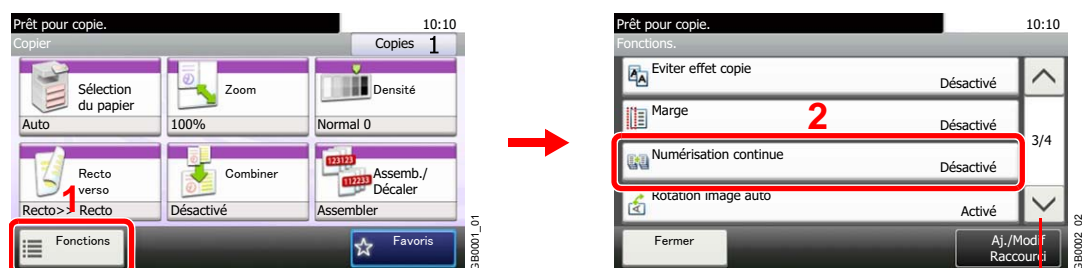 Prêt pour copie. 10:10
Copier Copies 1
Sélection
du papier
Auto
Zoom
100%
Densité
Normal 0
Recto
verso
Recto>> Recto
Combiner
Désactivé
123123
112233
Assemb./
Décaler
Assembler
1
Fonctions
Favoris
GB0001_01
Prêt pour copie. 10:10
Fonctions.
Eviter effet copie
Désactivé
Marge
Désactivé
2
Numérisation continue
Désactivé
Rotation image auto
Activé
3/4
Fermer
Aj./Modif
Raccourci
GB0002_02